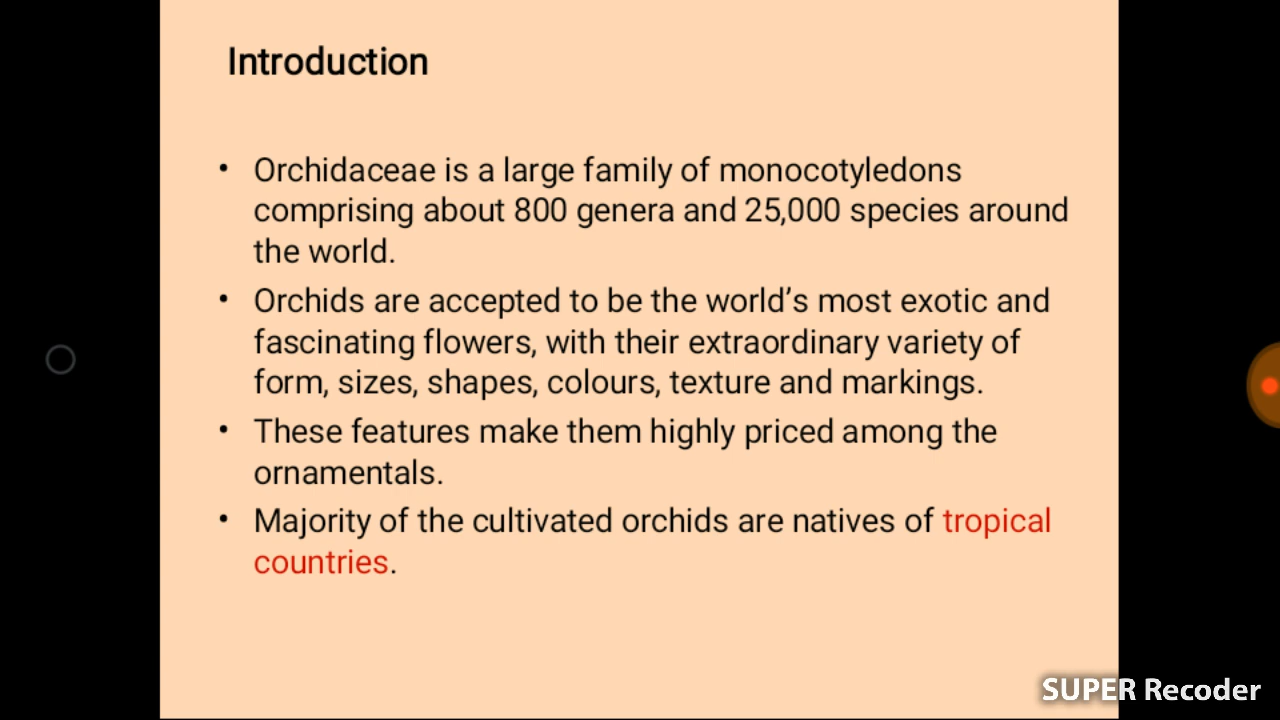 Introduction
• Orchidaceae is a large family of monocotyledons
comprising about 800 genera and 25,000 species around
the world.
• Orchids are accepted to be the world’s most exotic and
fascinating flowers, with their extraordinary variety of
form, sizes, shapes, colours, texture and markings.
• These features make them highly priced among the
ornamentals.
• Majority of the cultivated orchids are natives of tropical
countries.
SUPER Recoder